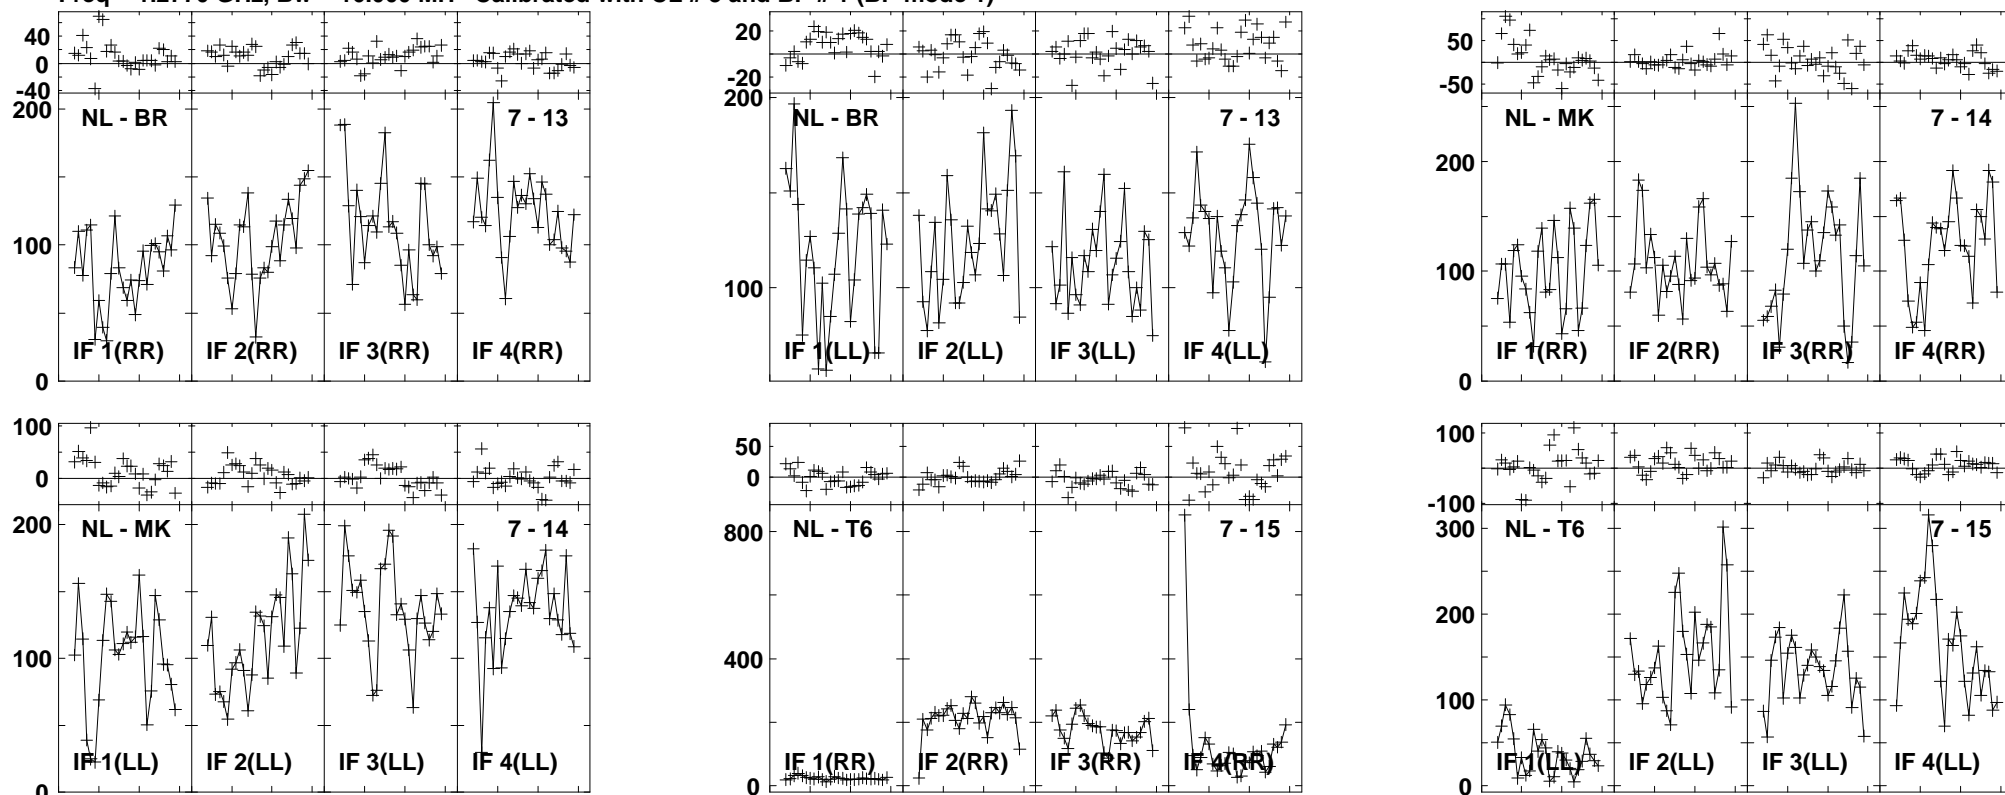 40
0
-40
200
100
0
NL - BR
7 - 13
IF 1(RR)
IF 2(RR)
IF 3(RR)
IF 4(RR)
20
0
-20
200
100
NL - BR
7 - 13
IF 1(LL)
IF 2(LL)
IF 3(LL)
IF 4(LL)
50
0
-50
200
100
0
NL - MK
7 - 14
IF 1(RR)
IF 2(RR)
IF 3(RR)
IF 4(RR)
100
0
200
100
0
NL - MK
7 - 14
IF 1(LL)
IF 2(LL)
IF 3(LL)
IF 4(LL)
50
0
800
400
0
NL - T6
7 - 15
IF 1(RR)
IF 2(RR)
IF 3(RR)
IF 4(RR)
100
-100
300
200
100
0
NL - T6
7 - 15
IF 1(LL)
IF 2(LL)
IF 3(LL)
IF 4(LL)